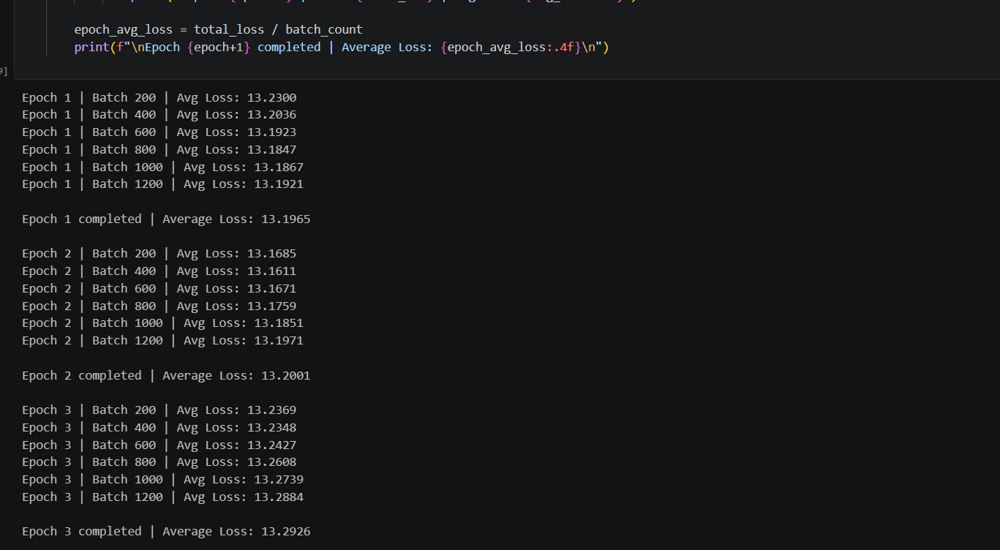 epoch_avg_loss = total_loss / batch_count
print(f"\nEpoch {epoch+1} completed | Average Loss: {epoch_avg_loss:.4f}\n")
9]
Epoch 1 | Batch 200 | Avg Loss: 13.2300
Epoch 1 | Batch 400 | Avg Loss: 13.2036
Epoch 1 | Batch 600 | Avg Loss: 13.1923
Epoch 1 | Batch 800 | Avg Loss: 13.1847
Epoch 1 | Batch 1000 | Avg Loss: 13.1867
Epoch 1 | Batch 1200 | Avg Loss: 13.1921
Epoch 1 completed | Average Loss: 13.1965
Epoch 2 | Batch 200 | Avg Loss: 13.1685
Epoch 2 | Batch 400 | Avg Loss: 13.1611
Epoch 2 | Batch 600 | Avg Loss: 13.1671
Epoch 2 | Batch 800 | Avg Loss: 13.1759
Epoch 2 | Batch 1000 | Avg Loss: 13.1851
Epoch 2 | Batch 1200 | Avg Loss: 13.1971
Epoch 2 completed | Average Loss: 13.2001
Epoch 3 | Batch 200 | Avg Loss: 13.2369
Epoch 3 | Batch 400 | Avg Loss: 13.2348
Epoch 3 | Batch 600 | Avg Loss: 13.2427
Epoch 3 | Batch 800 | Avg Loss: 13.2608
Epoch 3 | Batch 1000 | Avg Loss: 13.2739
Epoch 3 | Batch 1200 | Avg Loss: 13.2884
Epoch 3 completed | Average Loss: 13.2926